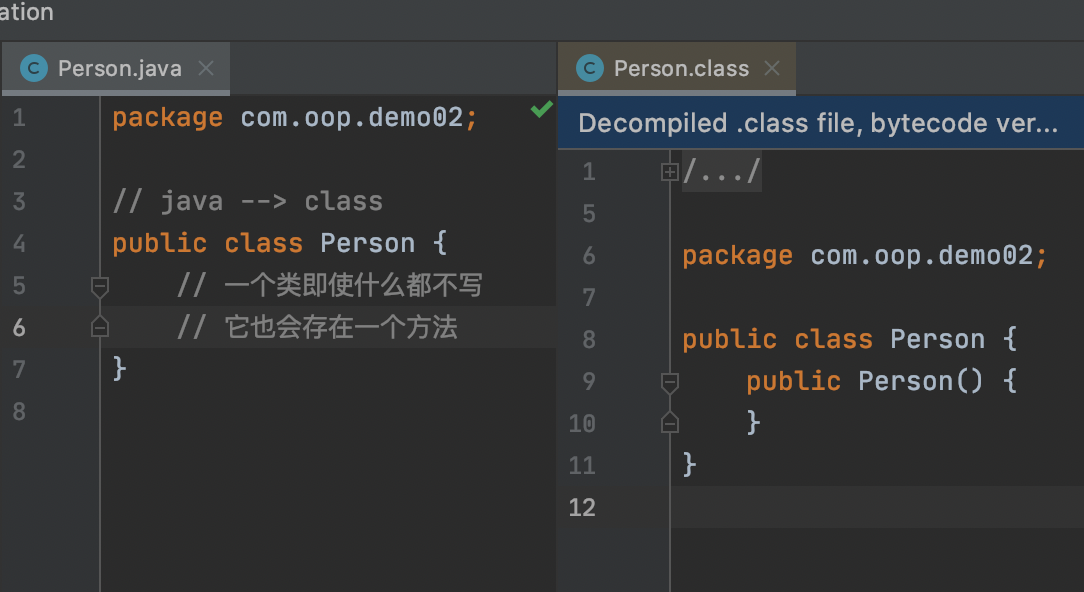 ation
Person.java
1 package com.oop.demo02;
2
3 // java --> class
4 public class Person {
5 // 一个类即使什么都不写
6 // 它也会存在一个方法
7 }
8
Person.class
Decompiled .class file, bytecode ver...
1 /.../
5
6 package com.oop.demo02;
7
8 public class Person {
9 public Person() {
10 }
11 }
12